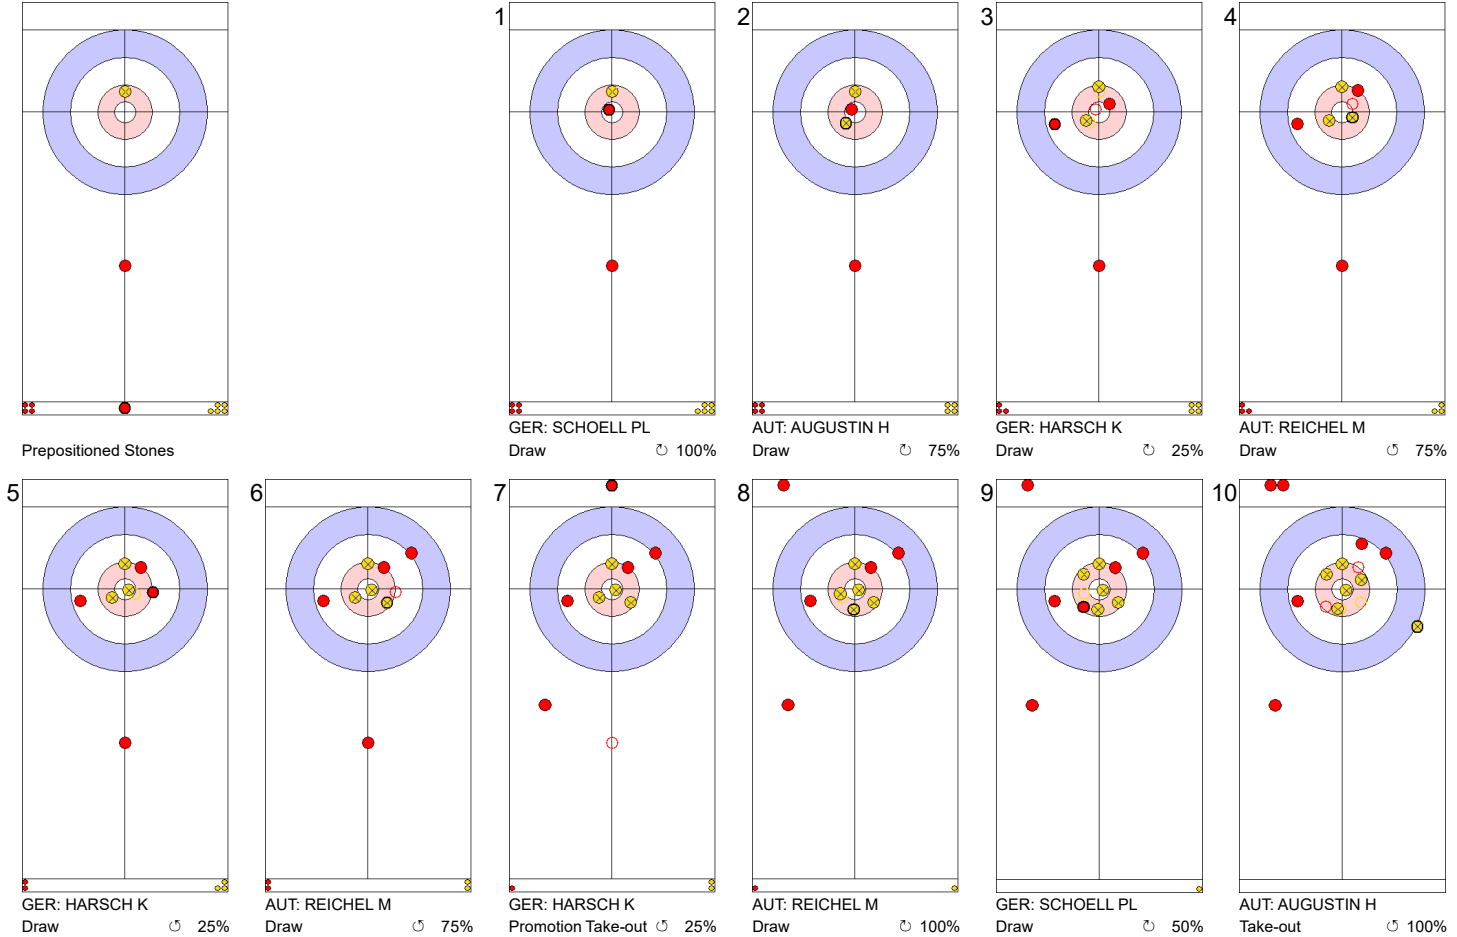 Prepositioned Stones
1
GER: SCHOELL PL
Draw ↻ 100%
2
AUT: AUGUSTIN H
Draw ↻ 75%
3
GER: HARSCH K
Draw ↻ 25%
4
AUT: REICHEL M
Draw ↻ 75%
5
GER: HARSCH K
Draw ↺ 25%
6
AUT: REICHEL M
Draw ↺ 75%
7
GER: HARSCH K
Promotion Take-out ↺ 25%
8
AUT: REICHEL M
Draw ↻ 100%
9
GER: SCHOELL PL
Draw ↻ 50%
10
AUT: AUGUSTIN H
Take-out ↺ 100%